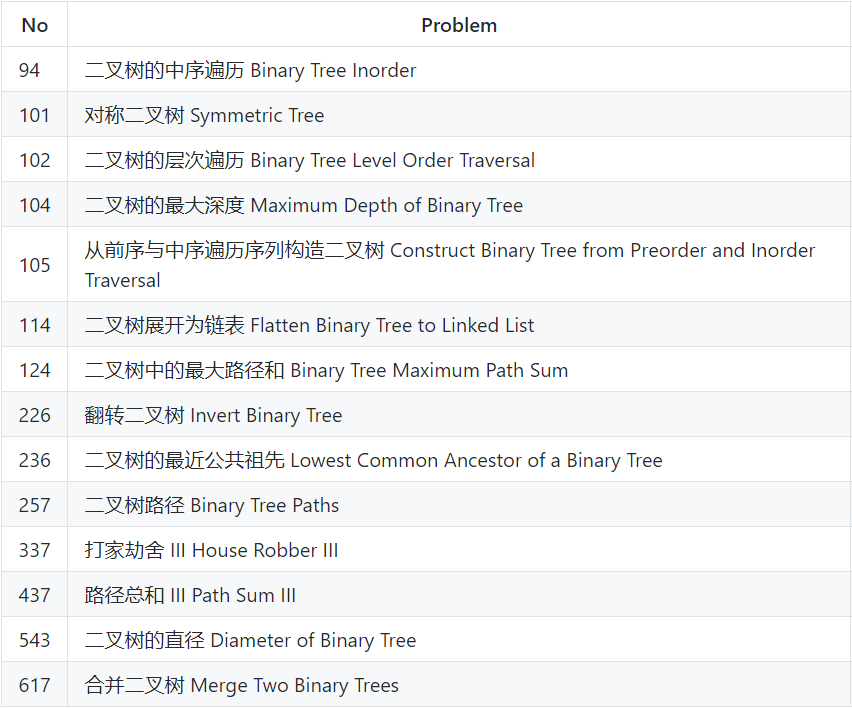 No Problem
94 二叉树的中序遍历 Binary Tree Inorder
101 对称二叉树 Symmetric Tree
102 二叉树的层次遍历 Binary Tree Level Order Traversal
104 二叉树的最大深度 Maximum Depth of Binary Tree
105 从前序与中序遍历序列构造二叉树 Construct Binary Tree from Preorder and Inorder
Traversal
114 二叉树展开为链表 Flatten Binary Tree to Linked List
124 二叉树中的最大路径和 Binary Tree Maximum Path Sum
226 翻转二叉树 Invert Binary Tree
236 二叉树的最近公共祖先 Lowest Common Ancestor of a Binary Tree
257 二叉树路径 Binary Tree Paths
337 打家劫舍 III House Robber III
437 路径总和 III Path Sum III
543 二叉树的直径 Diameter of Binary Tree
617 合并二叉树 Merge Two Binary Trees